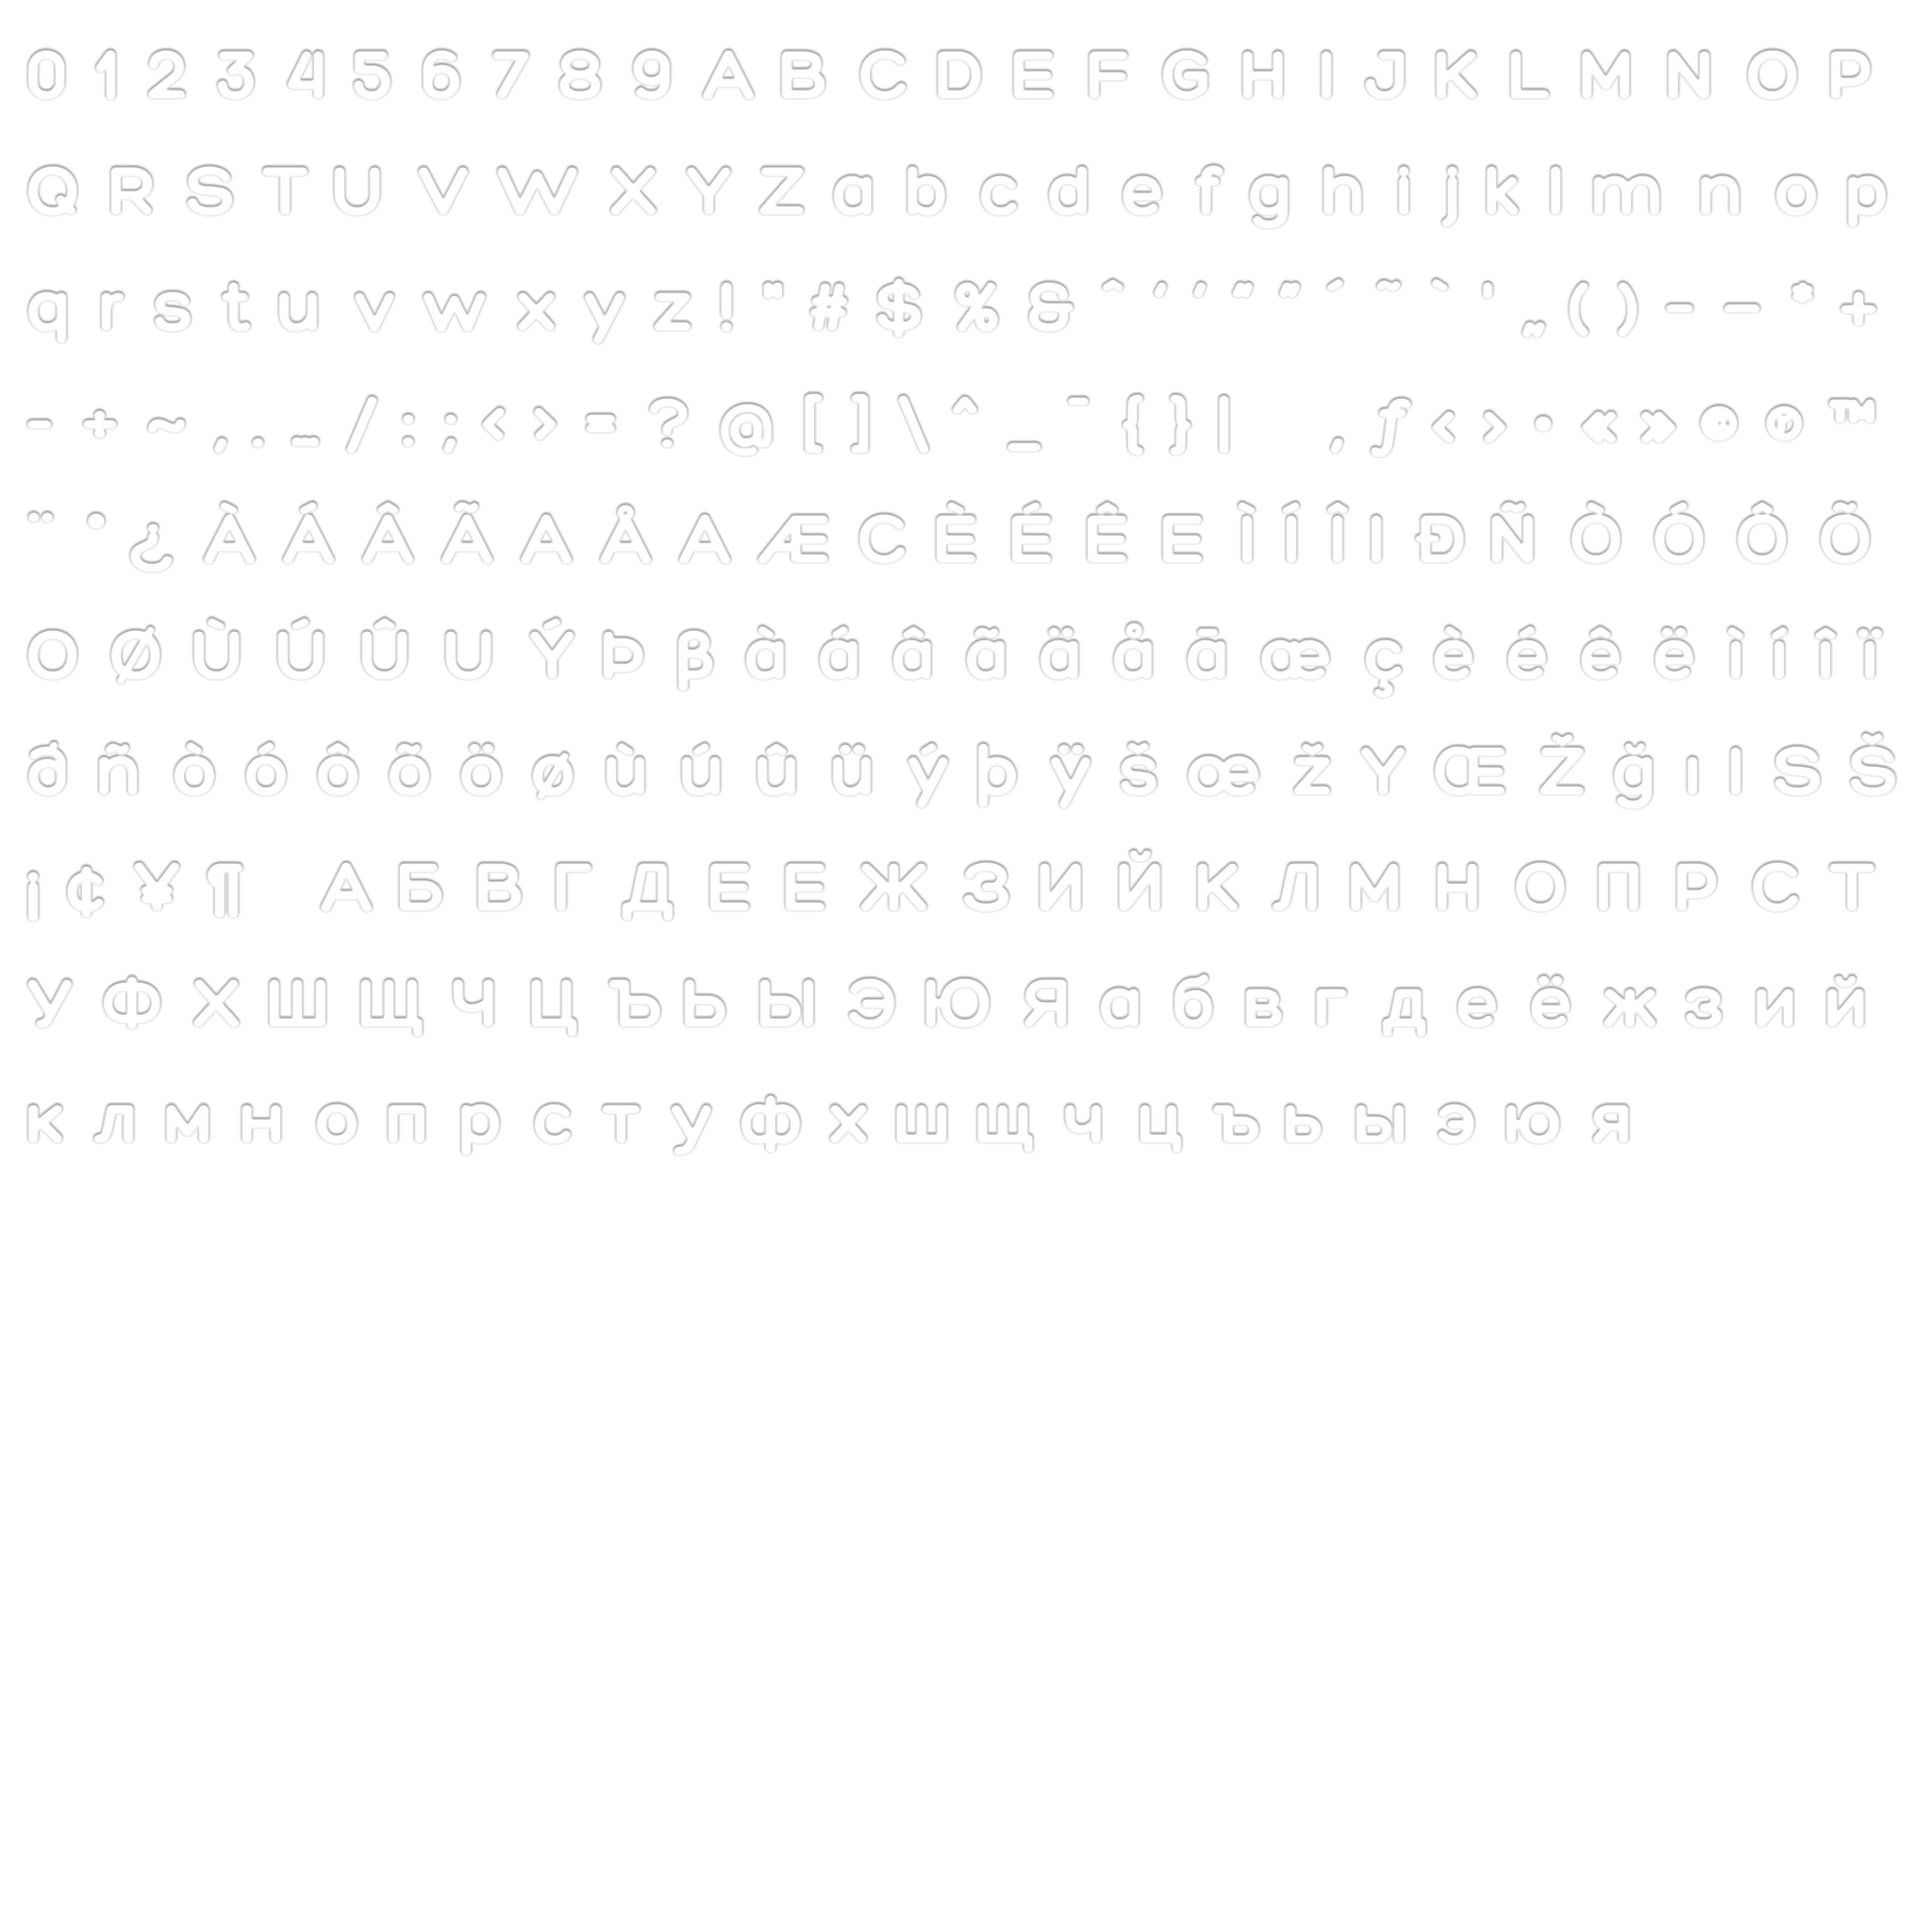 0 1 2 3 4 5 6 7 8 9 A B C D E F G H I J K L M N O P
Q R S T U V W X Y Z a b c d e f g h i j k l m n o p
q r s t u v w x y z ! " # $ % § ˆ ‘ ’ “ ” ´ ˜ ` ' „ ( ) – — * +
- + ~ , . … / : ; < > = ? @ [ ] \ ^ _ ¯ { } | ‚ ƒ ‹ › • « » © ® ™
¨ ° ¿ À Á Â Ã A Å A Æ C È É Ê E Ì Í Î I Ð Ñ Ò Ó Ô Õ
O Ø Ù Ú Û U Ý Þ ß à á â ã ä å ā æ ç è é ê ë ì í î ï
ð ñ ò ó ô õ ö ø ù ú û ü ý þ ÿ š œ ž Y Œ Ž ğ ı I S Š
¡ ¢ ¥ ¶ А Б В Г Д Е Е Ж З И Й К Л М Н О П Р С Т
У Ф Х Ш Щ Ч Ц Ъ Ь Ы Э Ю Я а б в г д е ё ж з и й
к л м н о п р с т у ф х ш щ ч ц ъ ь ы э ю я